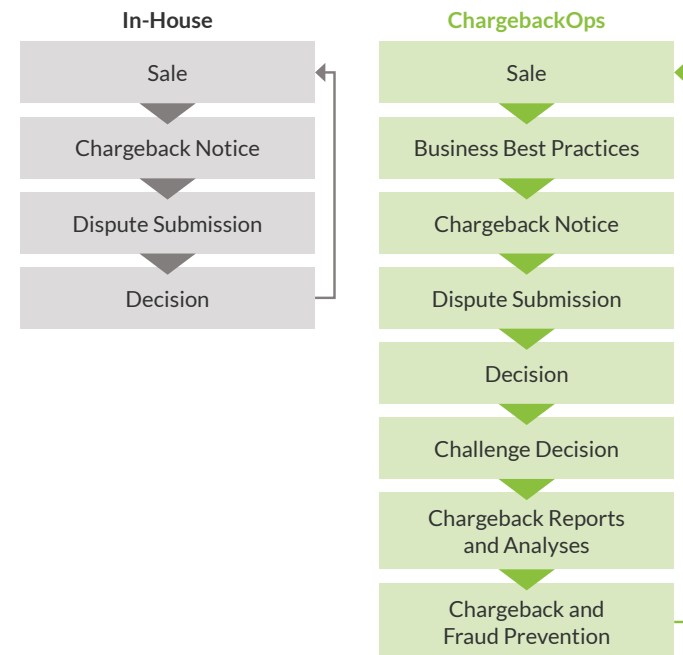 In-House
Sale
Chargeback Notice
Dispute Submission
Decision
ChargebackOps
Sale
Business Best Practices
Chargeback Notice
Dispute Submission
Decision
Challenge Decision
Chargeback Reports
and Analyses
Chargeback and
Fraud Prevention